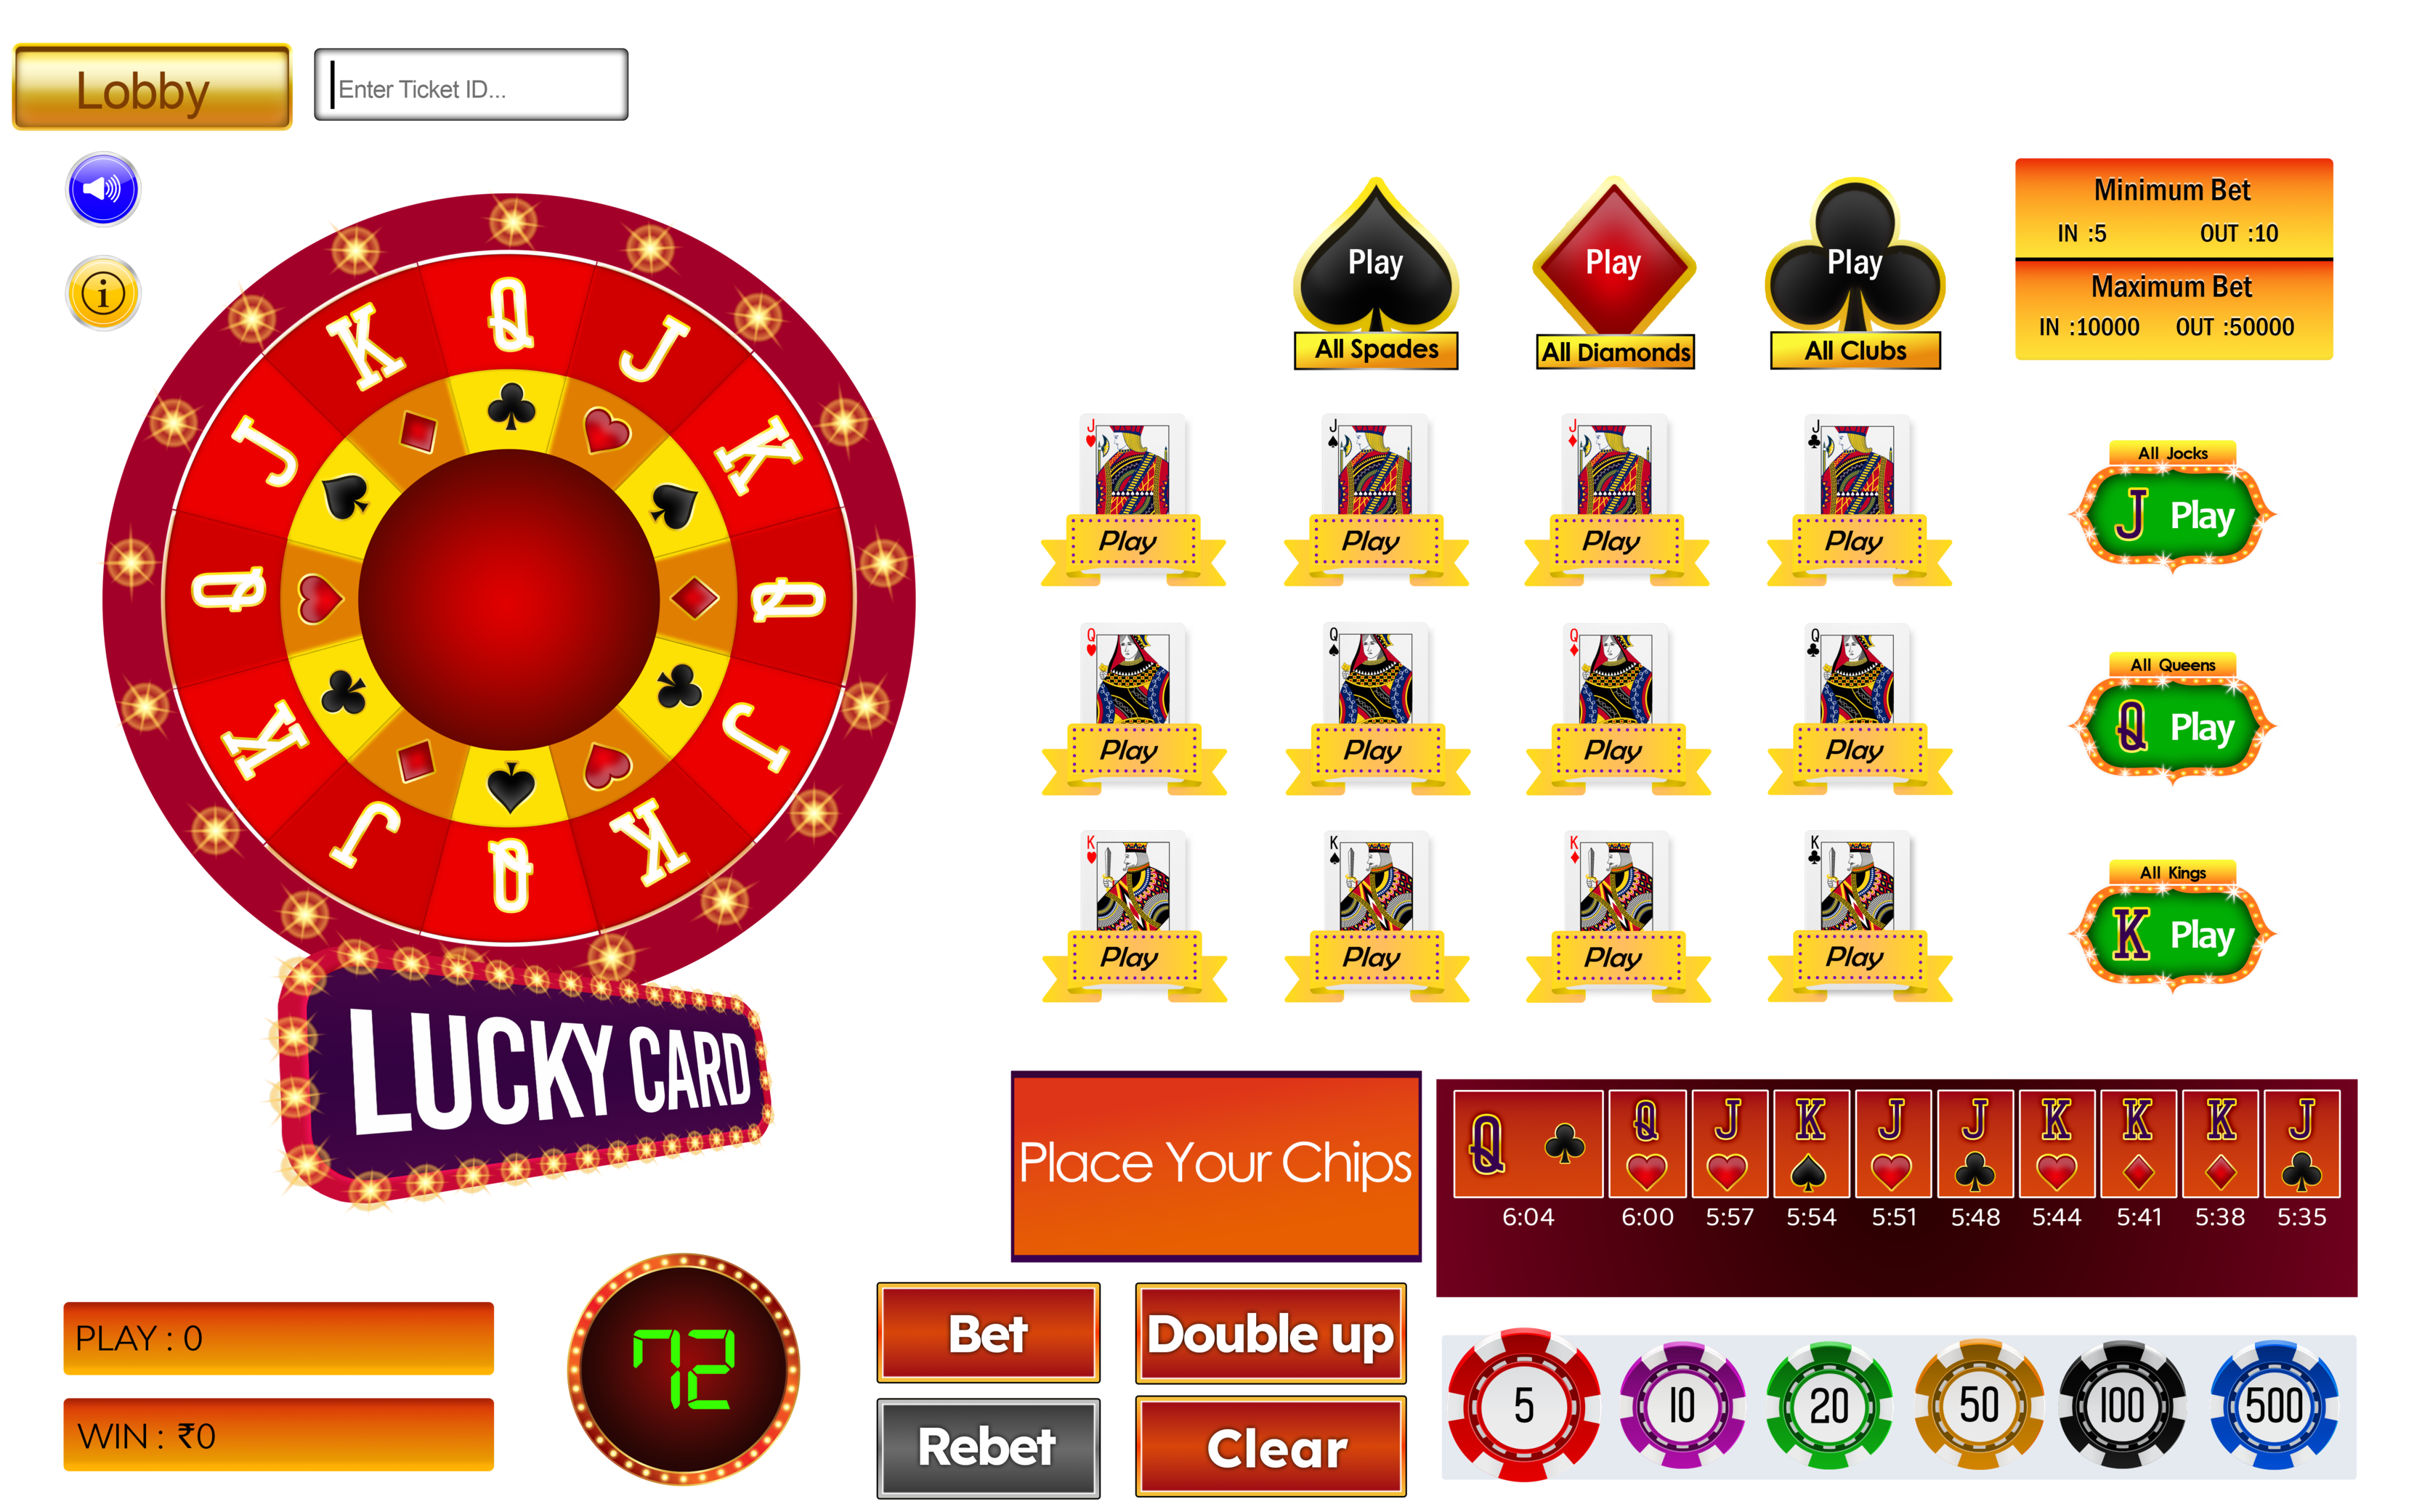 Lobby
Enter Ticket ID...
Play
All Spades
Play
All Diamonds
Play
All Clubs
Minimum Bet
IN :5 OUT :10
Maximum Bet
IN :10000 OUT :50000
Q
J
K
Q
J
K
Q
J
K
Q
J
K
J
Play
J
Play
J
Play
J
Play
All Jocks
J Play
Q
Play
Q
Play
Q
Play
Q
Play
All Queens
Q Play
K
Play
K
Play
K
Play
K
Play
All Kings
K Play
LUCKY CARD
Place Your Chips
Q Q J K J J K K K J
6:04 6:00 5:57 5:54 5:51 5:48 5:44 5:41 5:38 5:35
PLAY : 0
WIN : ₹0
72
Bet
Double up
Rebet
Clear
5 10 20 50 100 500